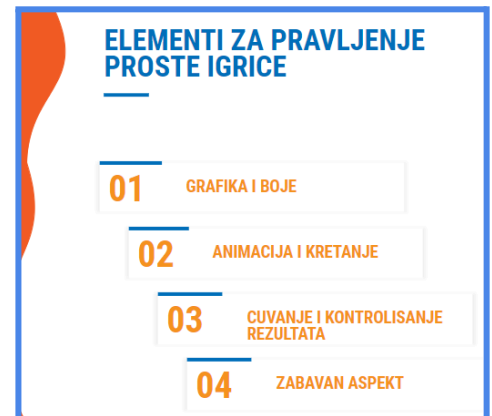 ELEMENTI ZA PRAVLJENJE
PROSTE IGRICE
01 GRAFIKA I BOJE
02 ANIMACIJA I KRETANJE
03 CUVANJE I KONTROLISANJE
REZULTATA
04 ZABAVAN ASPEKT